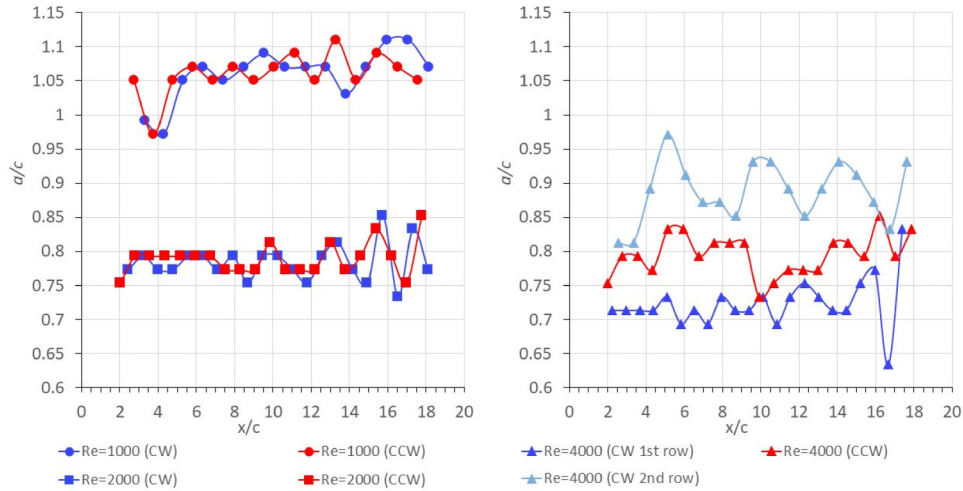 1.15
1.1
1.05
1
0.95
0.9
0.85
0.8
0.75
0.7
0.65
0.6
a/c
0 2 4 6 8 10 12 14 16 18 20
x/c
Re=1000 (CW) Re=1000 (CCW)
Re=2000 (CW) Re=2000 (CCW)
1.15
1.1
1.05
1
0.95
0.9
0.85
0.8
0.75
0.7
0.65
0.6
a/c
0 2 4 6 8 10 12 14 16 18 20
x/c
Re=4000 (CW 1st row) Re=4000 (CCW)
Re=4000 (CW 2nd row)